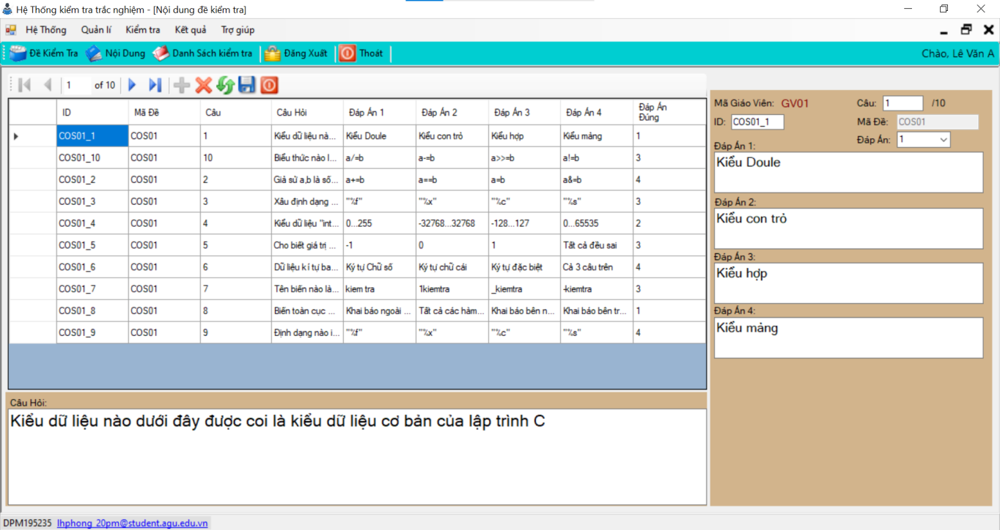 Hệ Thống kiểm tra trắc nghiệm - [Nội dung đề kiểm tra]
Hệ Thống Quản lí Kiểm tra Kết quả Trợ giúp
Đề Kiểm Tra Nội Dung Danh Sách kiểm tra Đăng Xuất Thoát Chào, Lê Văn A
1 of 10
ID Mã Đề Câu Câu Hỏi Đáp Án 1 Đáp Án 2 Đáp Án 3 Đáp Án 4 Đáp Án Đúng
COS01_1 COS01 1 Kiểu dữ liệu nà... Kiểu Doule Kiểu con trỏ Kiểu hợp Kiểu mảng 1
COS01_10 COS01 10 Biểu thức nào l... a/=b a-=b a>>=b a!=b 3
COS01_2 COS01 2 Giả sử a,b là số... a+=b a==b a=b a&=b 4
COS01_3 COS01 3 Xâu định dạng ... "%f" "%x" "%c" "%s" 3
COS01_4 COS01 4 Kiểu dữ liệu "int... 0...255 -32768...32768 -128...127 0...65535 2
COS01_5 COS01 5 Cho biết giá trị ... -1 0 1 Tất cả đều sai 3
COS01_6 COS01 6 Dữ liệu kí tự ba... Ký tự Chữ số Ký tự chữ cái Ký tự đặc biệt Cả 3 câu trên 4
COS01_7 COS01 7 Tên biến nào là... kiem tra 1kiemtra _kiemtra +kiemtra 3
COS01_8 COS01 8 Biến toàn cục ... Khai báo ngoài ... Tất cả các hàm... Khai báo bên n... Khai báo bên tr... 1
COS01_9 COS01 9 Định dạng nào i... "%f" "%x" "%c" "%s" 4
Câu Hỏi:
Kiểu dữ liệu nào dưới đây được coi là kiểu dữ liệu cơ bản của lập trình C
Mã Giáo Viên: GV01 Câu: 1 /10
ID: COS01_1 Mã Đề: COS01
Đáp Án: 1
Đáp Án 1:
Kiểu Doule
Đáp Án 2:
Kiểu con trỏ
Đáp Án 3:
Kiểu hợp
Đáp Án 4:
Kiểu mảng
DPM195235 lhphong_20pm@student.agu.edu.vn